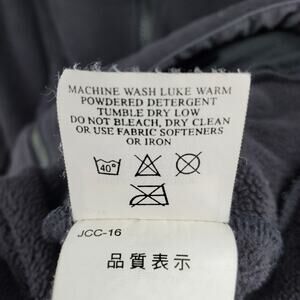 MACHINE WASH LUKE WARM
POWDERED DETERGENT
TUMBLE DRY LOW
DO NOT BLEACH, DRY CLEAN
OR USE FABRIC SOFTENERS
OR IRON
40°
JCC-16
品質表示